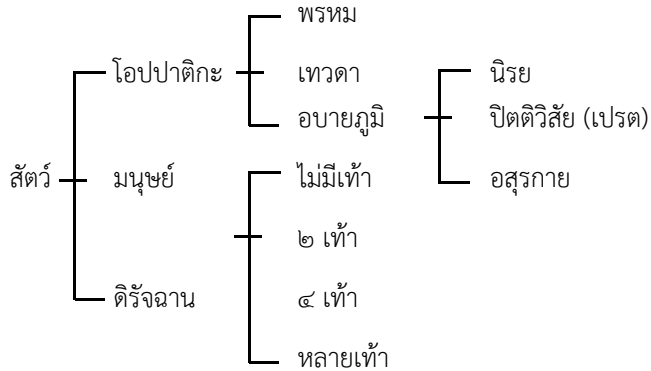 พรหม
โอปปาติกะ เทวดา นิรย
อบายภูมิ ปิตติวิสัย (เปรต)
สัตว์ มนุษย์ ไม่มีเท้า อสุรกาย
๒ เท้า
ดิรัจฉาน ๔ เท้า
หลายเท้า